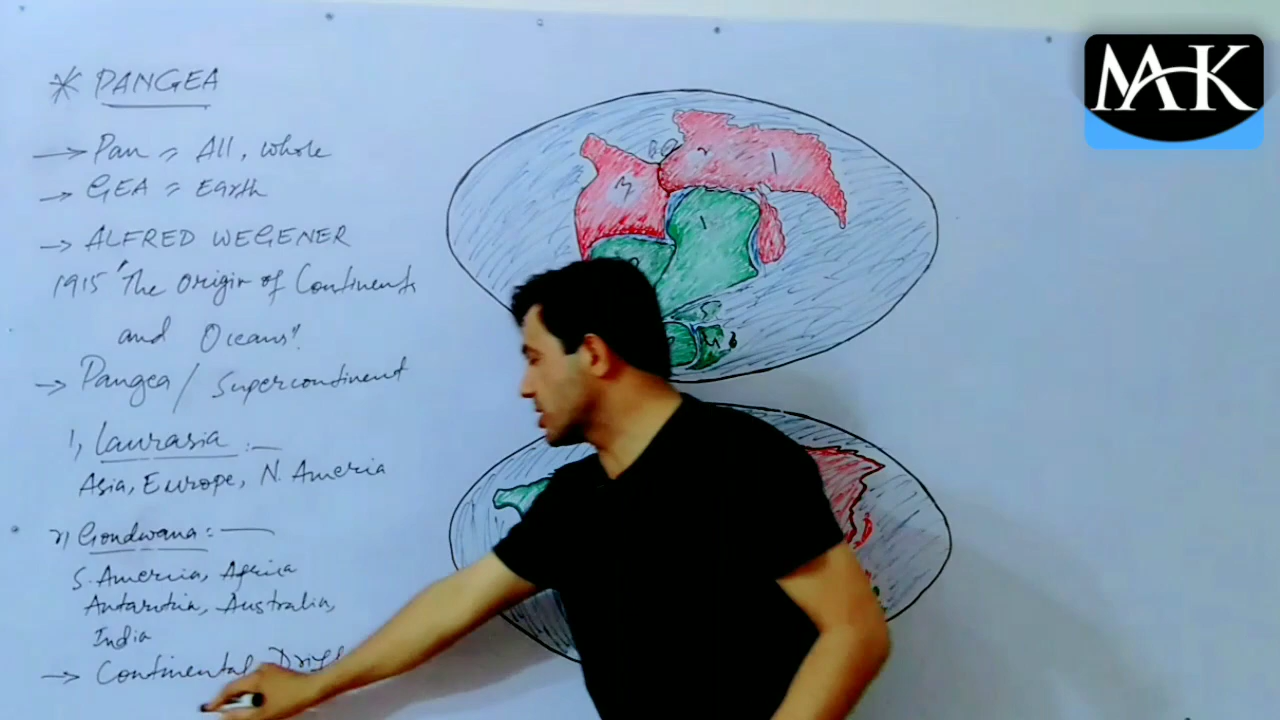 * PANGEA
→ Pan = All, whole
→ GEA = Earth
→ ALFRED WEGENER
1915 "The Origin of Continents
and Oceans".
→ Pangea / Supercontinent
1, Laurasia :—
Asia, Europe, N. America
2, Gondwana :—
S. America, Africa
Antarctica, Australia,
India
→ Continental Drift
MAK